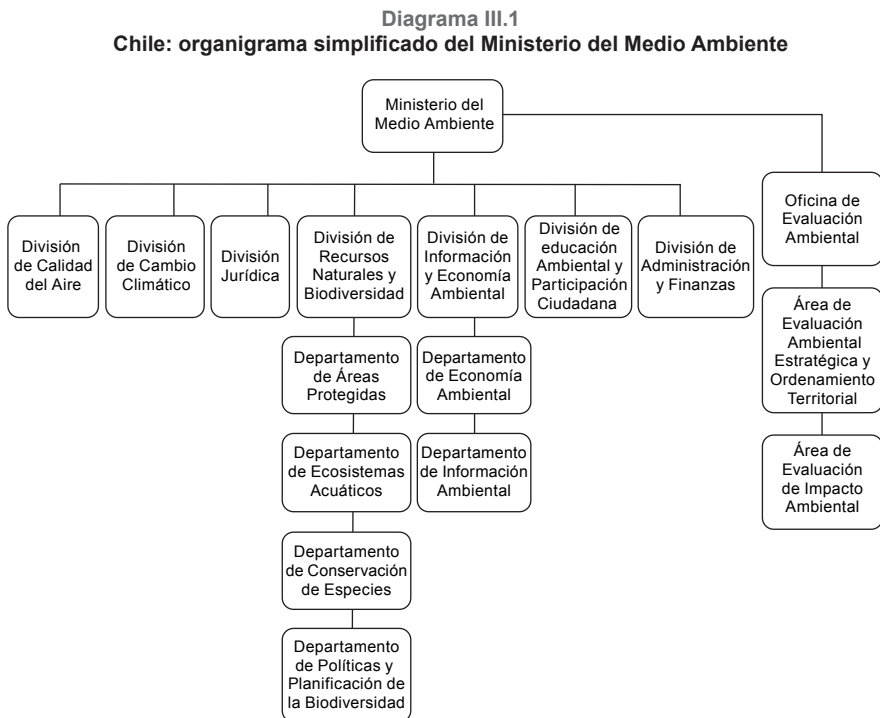 Diagrama III.1
Chile: organigrama simplificado del Ministerio del Medio Ambiente
Ministerio del
Medio Ambiente
División
de Calidad
del Aire
División
de Cambio
Climático
División
Jurídica
División de
Recursos
Naturales y
Biodiversidad
División de
Información
y Economía
Ambiental
División de
educación
Ambiental y
Participación
Ciudadana
División de
Administración
y Finanzas
Oficina de
Evaluación
Ambiental
Departamento
de Áreas
Protegidas
Departamento
de Economía
Ambiental
Área de
Evaluación
Ambiental
Estratégica y
Ordenamiento
Territorial
Departamento
de Ecosistemas
Acuáticos
Departamento
de Información
Ambiental
Área de
Evaluación
de Impacto
Ambiental
Departamento
de Conservación
de Especies
Departamento
de Políticas y
Planificación de
la Biodiversidad